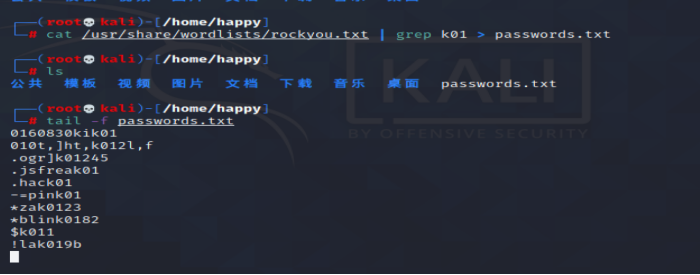 ┌──(root💀kali)-[/home/happy]
└─# cat /usr/share/wordlists/rockyou.txt | grep k01 > passwords.txt
┌──(root💀kali)-[/home/happy]
└─# ls
公共 模板 视频 图片 文档 下载 音乐 桌面 passwords.txt
┌──(root💀kali)-[/home/happy]
└─# tail -f passwords.txt
0160830kik01
010t,]ht,k012l,f
.ogr]k01245
.jsfreak01
.hack01
-=pink01
*zak0123
*blink0182
$k011
!lak019b
KALI
BY OFFENSIVE SECURITY